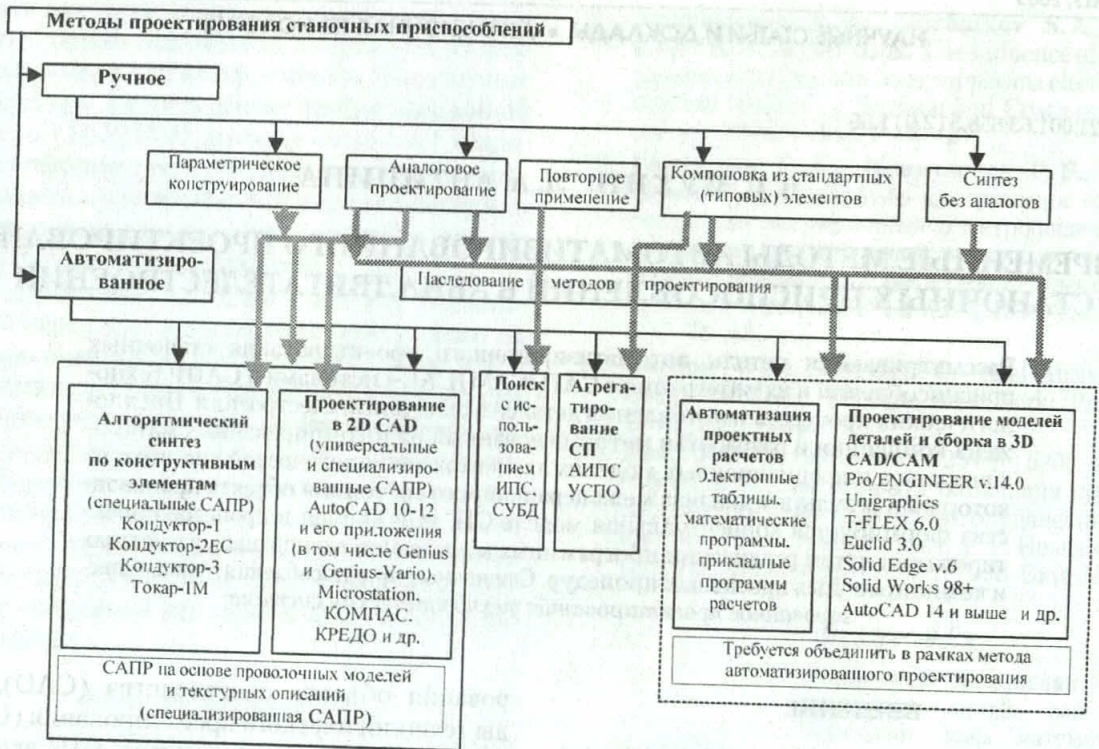 Методы проектирования станочных приспособлений
Ручное
Параметрическое
конструирование
Аналоговое
проектирование
Повторное
применение
Компоновка из стандартных
(типовых) элементов
Синтез
без аналогов
Автоматизиро-
ванное
Наследование методов проектирования
Алгоритмический
синтез
по конструктивным
элементам
(специальные САПР)
Кондуктор-1
Кондуктор-2ЕС
Кондуктор-3
Токар-1М
Проектирование
в 2D CAD
(универсальные
и специализиро-
ванные САПР)
AutoCAD 10-12
и приложения
(в том числе Genius
и Genius-Vario),
Microstation,
КОМПАС,
КРЕДО и др.
САПР на основе проволочных моделей
и текстурных описаний
(специализированная САПР)
Поиск
с ис-
поль-
зова-
нием
ИПС,
СУБД
Агрега-
тиро-
вание
СП
АИПС
УСПО
Автоматизация
проектных
расчетов
Электронные
таблицы,
математические
программы,
прикладные
программы
расчетов
Проектирование моделей
деталей и сборка в 3D
CAD/CAM
Pro/ENGINEER v.14.0
Unigraphics
T-FLEX 6.0
Euclid 3.0
Solid Edge v.6
Solid Works 98+
AutoCAD 14 и выше и др.
Требуется объединить в рамках метода
автоматизированного проектирования